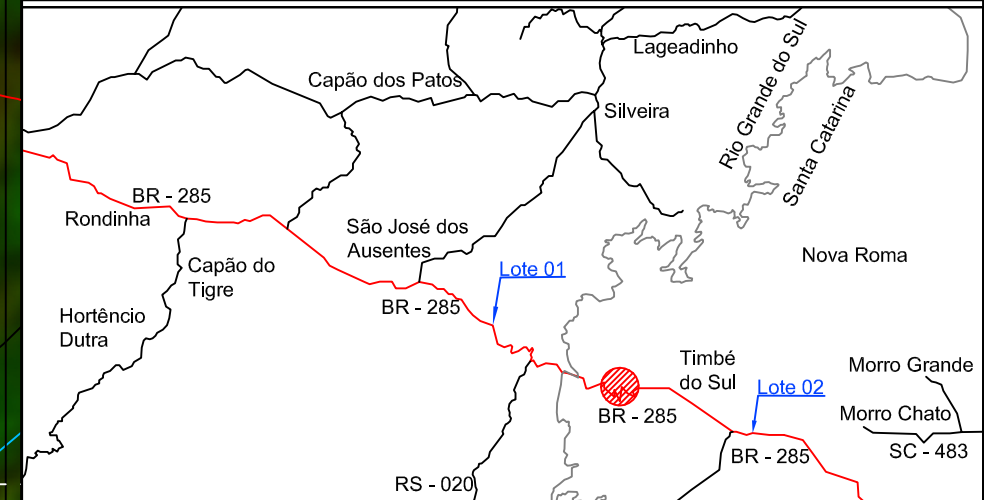 Lageadinho
Rio Grande do Sul
Santa Catarina
Capão dos Patos
Silveira
BR - 285
Rondinha
São José dos
Ausentes
Nova Roma
Capão do
Tigre
Lote 01
BR - 285
Hortêncio
Dutra
Timbé
do Sul
Morro Grande
Lote 02
BR - 285
Morro Chato
SC - 483
BR - 285
RS - 020